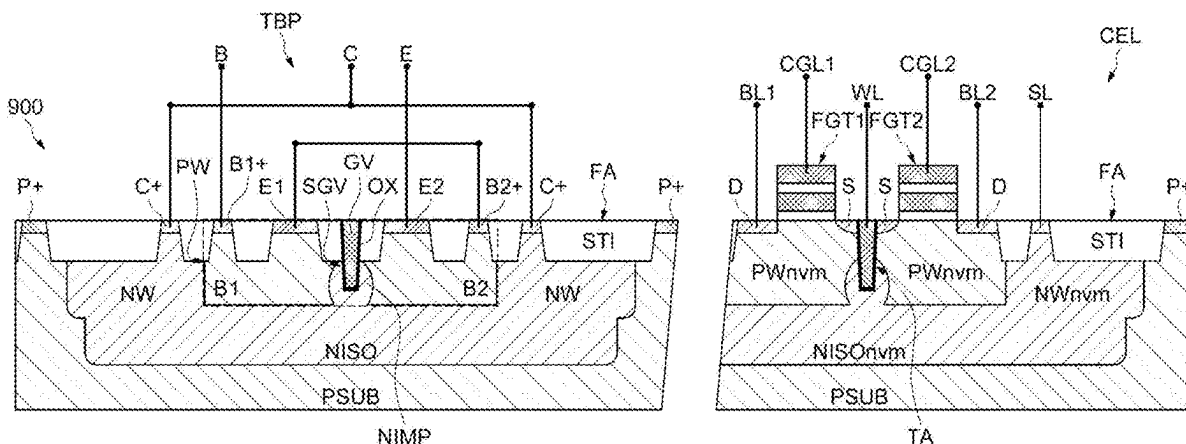 TBP
B C E
900
PW B1+ E1 SGV GV OX E2 B2+ C+ FA
P+ C+ P+
STI
NW B1 B2 NW
NISO
PSUB
NIMP
CEL
CGL1 CGL2
BL1 WL BL2 SL
FGT1 FGT2
D S S D FA P+
STI
PWnvm PWnvm
NWnvm
NISOnvm
PSUB
TA